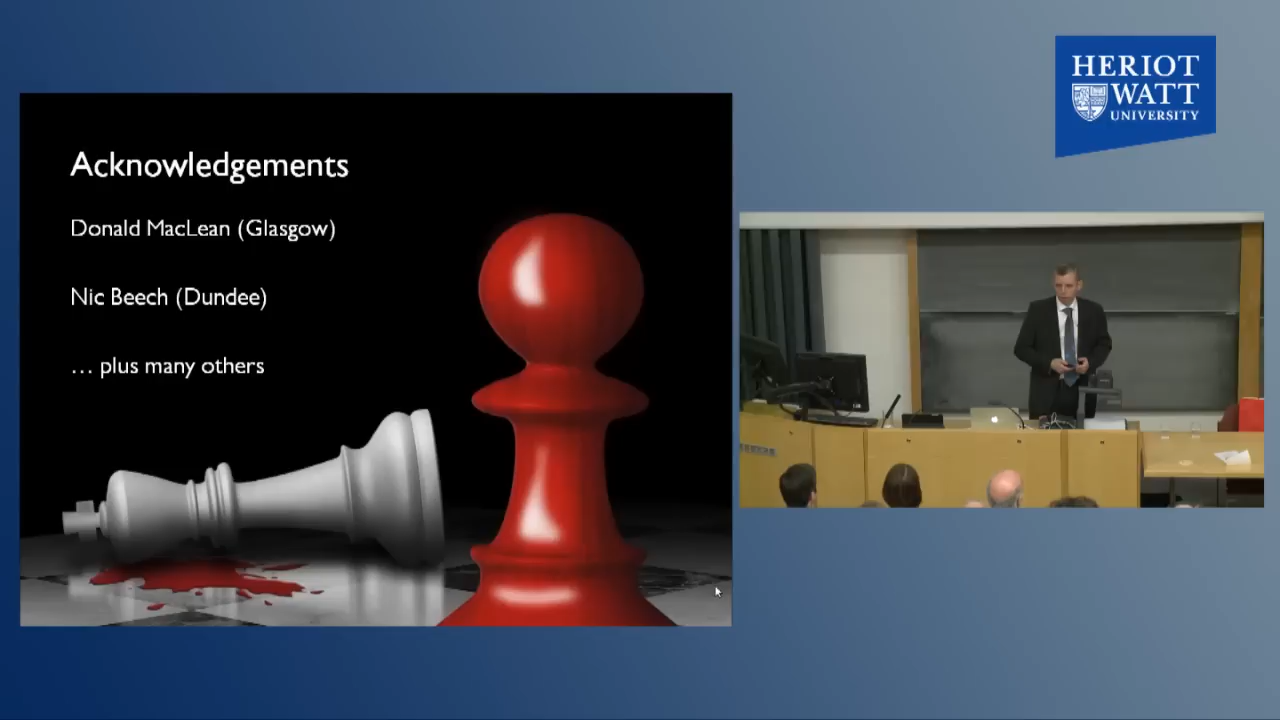 Acknowledgements
Donald MacLean (Glasgow)
Nic Beech (Dundee)
… plus many others
HERIOT
WATT
UNIVERSITY